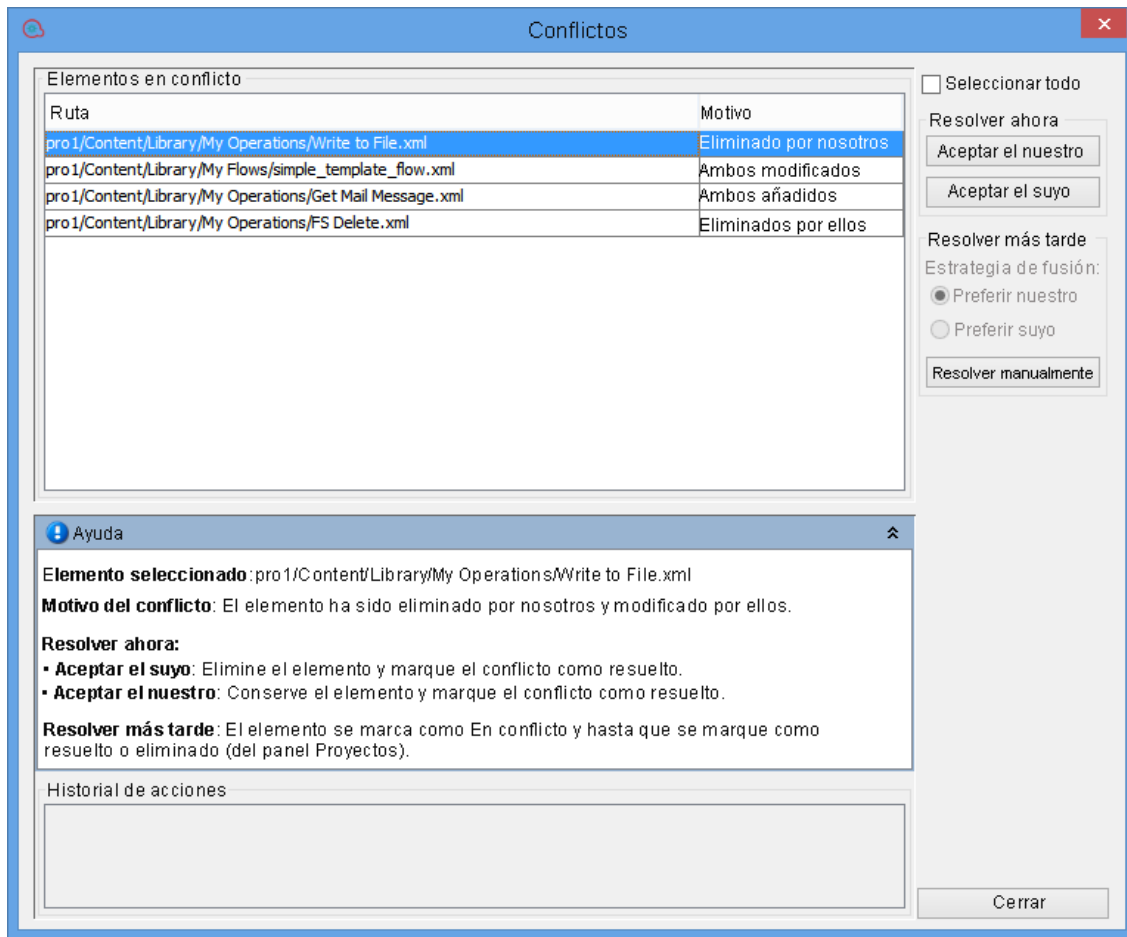 Conflictos
Elementos en conflicto
Ruta Motivo
pro1/Content/Library/My Operations/Write to File.xml Eliminado por nosotros
pro1/Content/Library/My Flows/simple_template_flow.xml Ambos modificados
pro1/Content/Library/My Operations/Get Mail Message.xml Ambos añadidos
pro1/Content/Library/My Operations/FS Delete.xml Eliminados por ellos
Seleccionar todo
Resolver ahora
Aceptar el nuestro
Aceptar el suyo
Resolver más tarde
Estrategia de fusión:
Preferir nuestro
Preferir suyo
Resolver manualmente
Ayuda
Elemento seleccionado:pro1/Content/Library/My Operations/Write to File.xml
Motivo del conflicto: El elemento ha sido eliminado por nosotros y modificado por ellos.
Resolver ahora:
▪ Aceptar el suyo: Elimine el elemento y marque el conflicto como resuelto.
▪ Aceptar el nuestro: Conserve el elemento y marque el conflicto como resuelto.
Resolver más tarde: El elemento se marca como En conflicto y hasta que se marque como
resuelto o eliminado (del panel Proyectos).
Historial de acciones
Cerrar